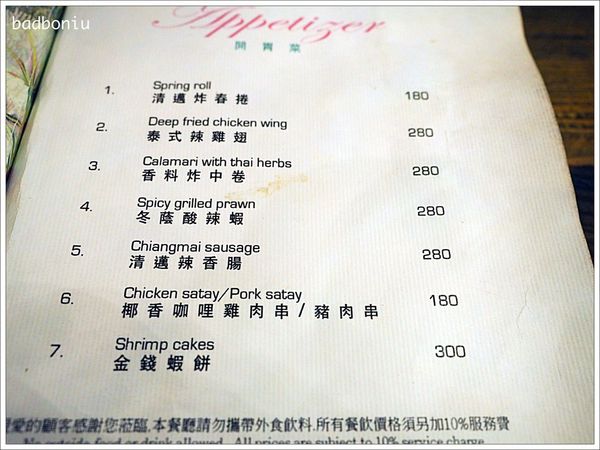 badboniu
Appetizer
開胃菜
1. Spring roll 180
清邁炸春捲
2. Deep fried chicken wing 280
泰式辣雞翅
3. Calamari with thai herbs 280
香料炸中卷
4. Spicy grilled prawn 280
冬蔭酸辣蝦
5. Chiangmai sausage 280
清邁辣香腸
6. Chicken satay/Pork satay 180
椰香咖哩雞肉串/豬肉串
7. Shrimp cakes 300
金錢蝦餅
愛的顧客感謝您蒞臨,本餐廳請勿攜帶外食飲料.所有餐飲價格須另加10%服務費
No outside food or drink allowed. All prices are subject to 10% service charge